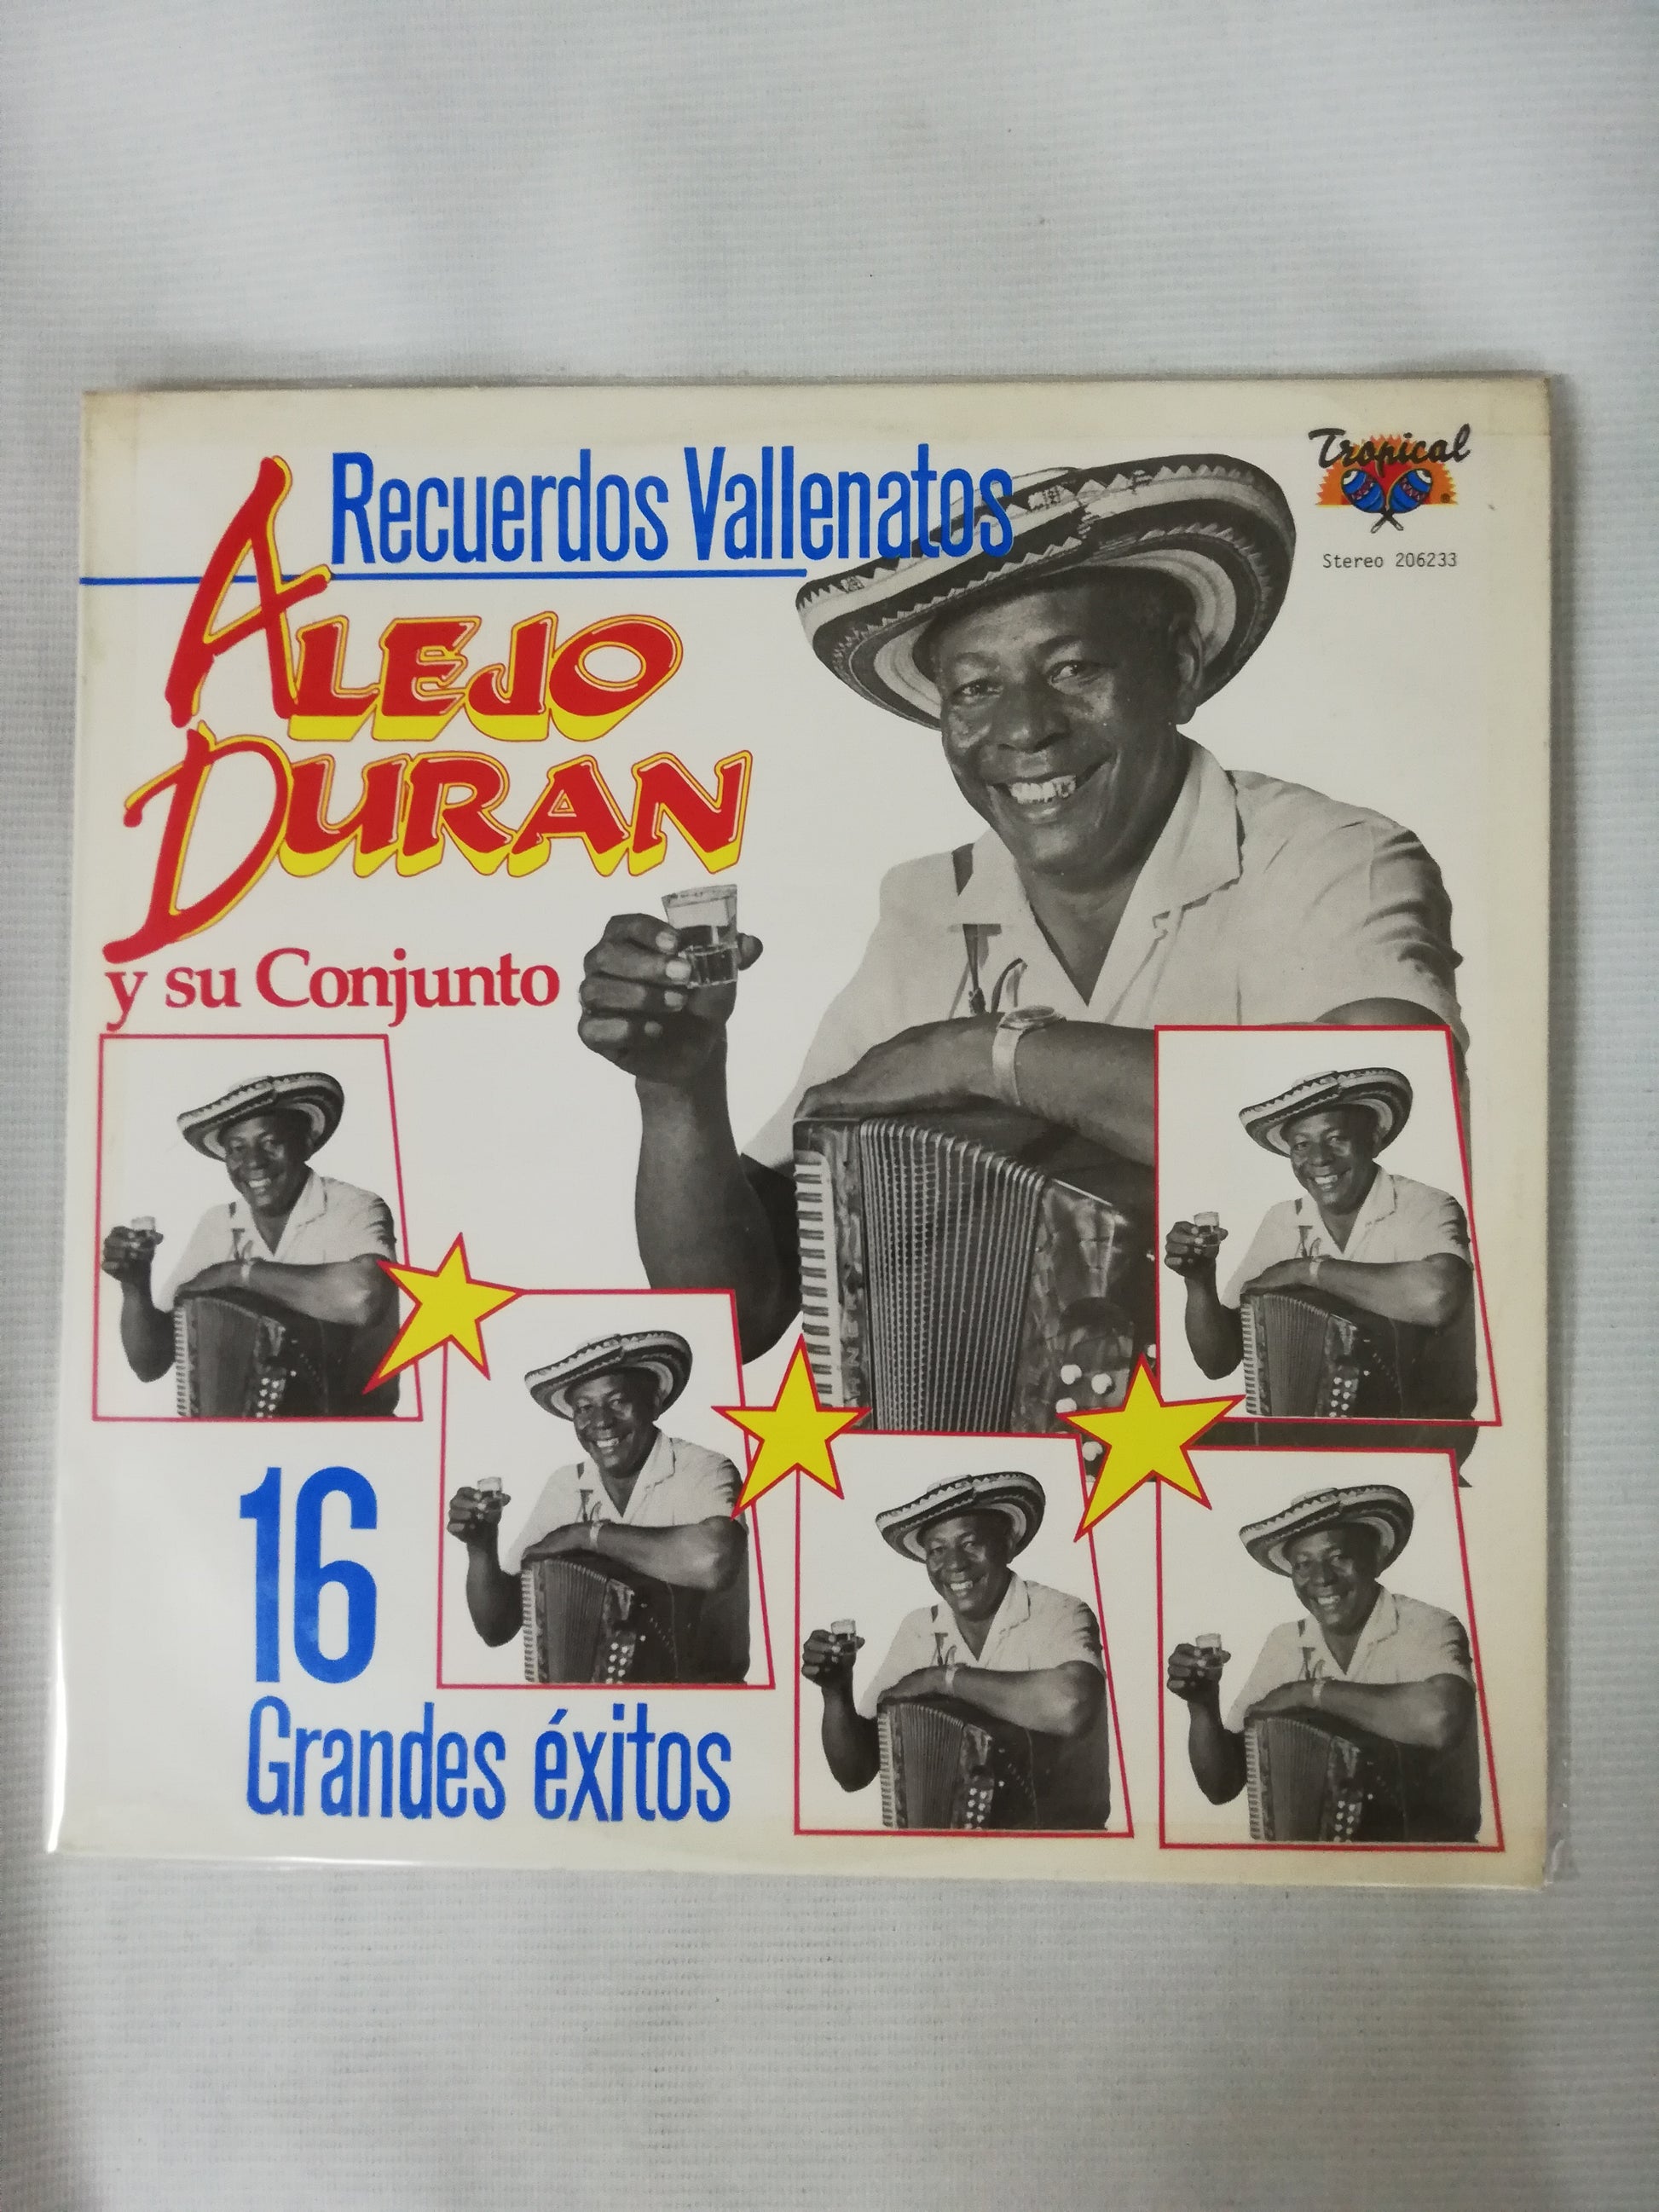 Recuerdos Vallenatos
Tropical
Stereo 206233
ALEJO
DURAN
y su Conjunto
16
Grandes éxitos